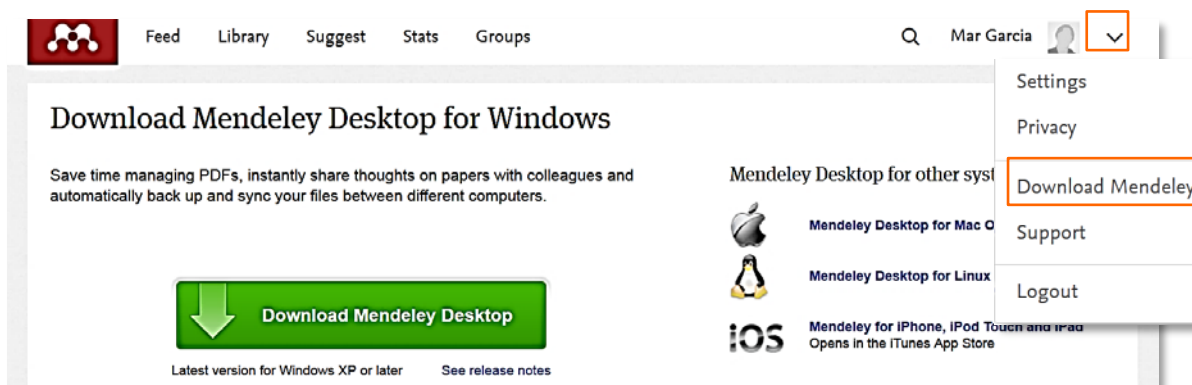 Feed Library Suggest Stats Groups Mar Garcia
Settings
Privacy
Download Mendeley
Support
Logout
Download Mendeley Desktop for Windows
Save time managing PDFs, instantly share thoughts on papers with colleagues and
automatically back up and sync your files between different computers.
Download Mendeley Desktop
Latest version for Windows XP or later See release notes
Mendeley Desktop for other syst
Mendeley Desktop for Mac O
Mendeley Desktop for Linux
iOS
Mendeley for iPhone, iPod Touch and iPad
Opens in the iTunes App Store